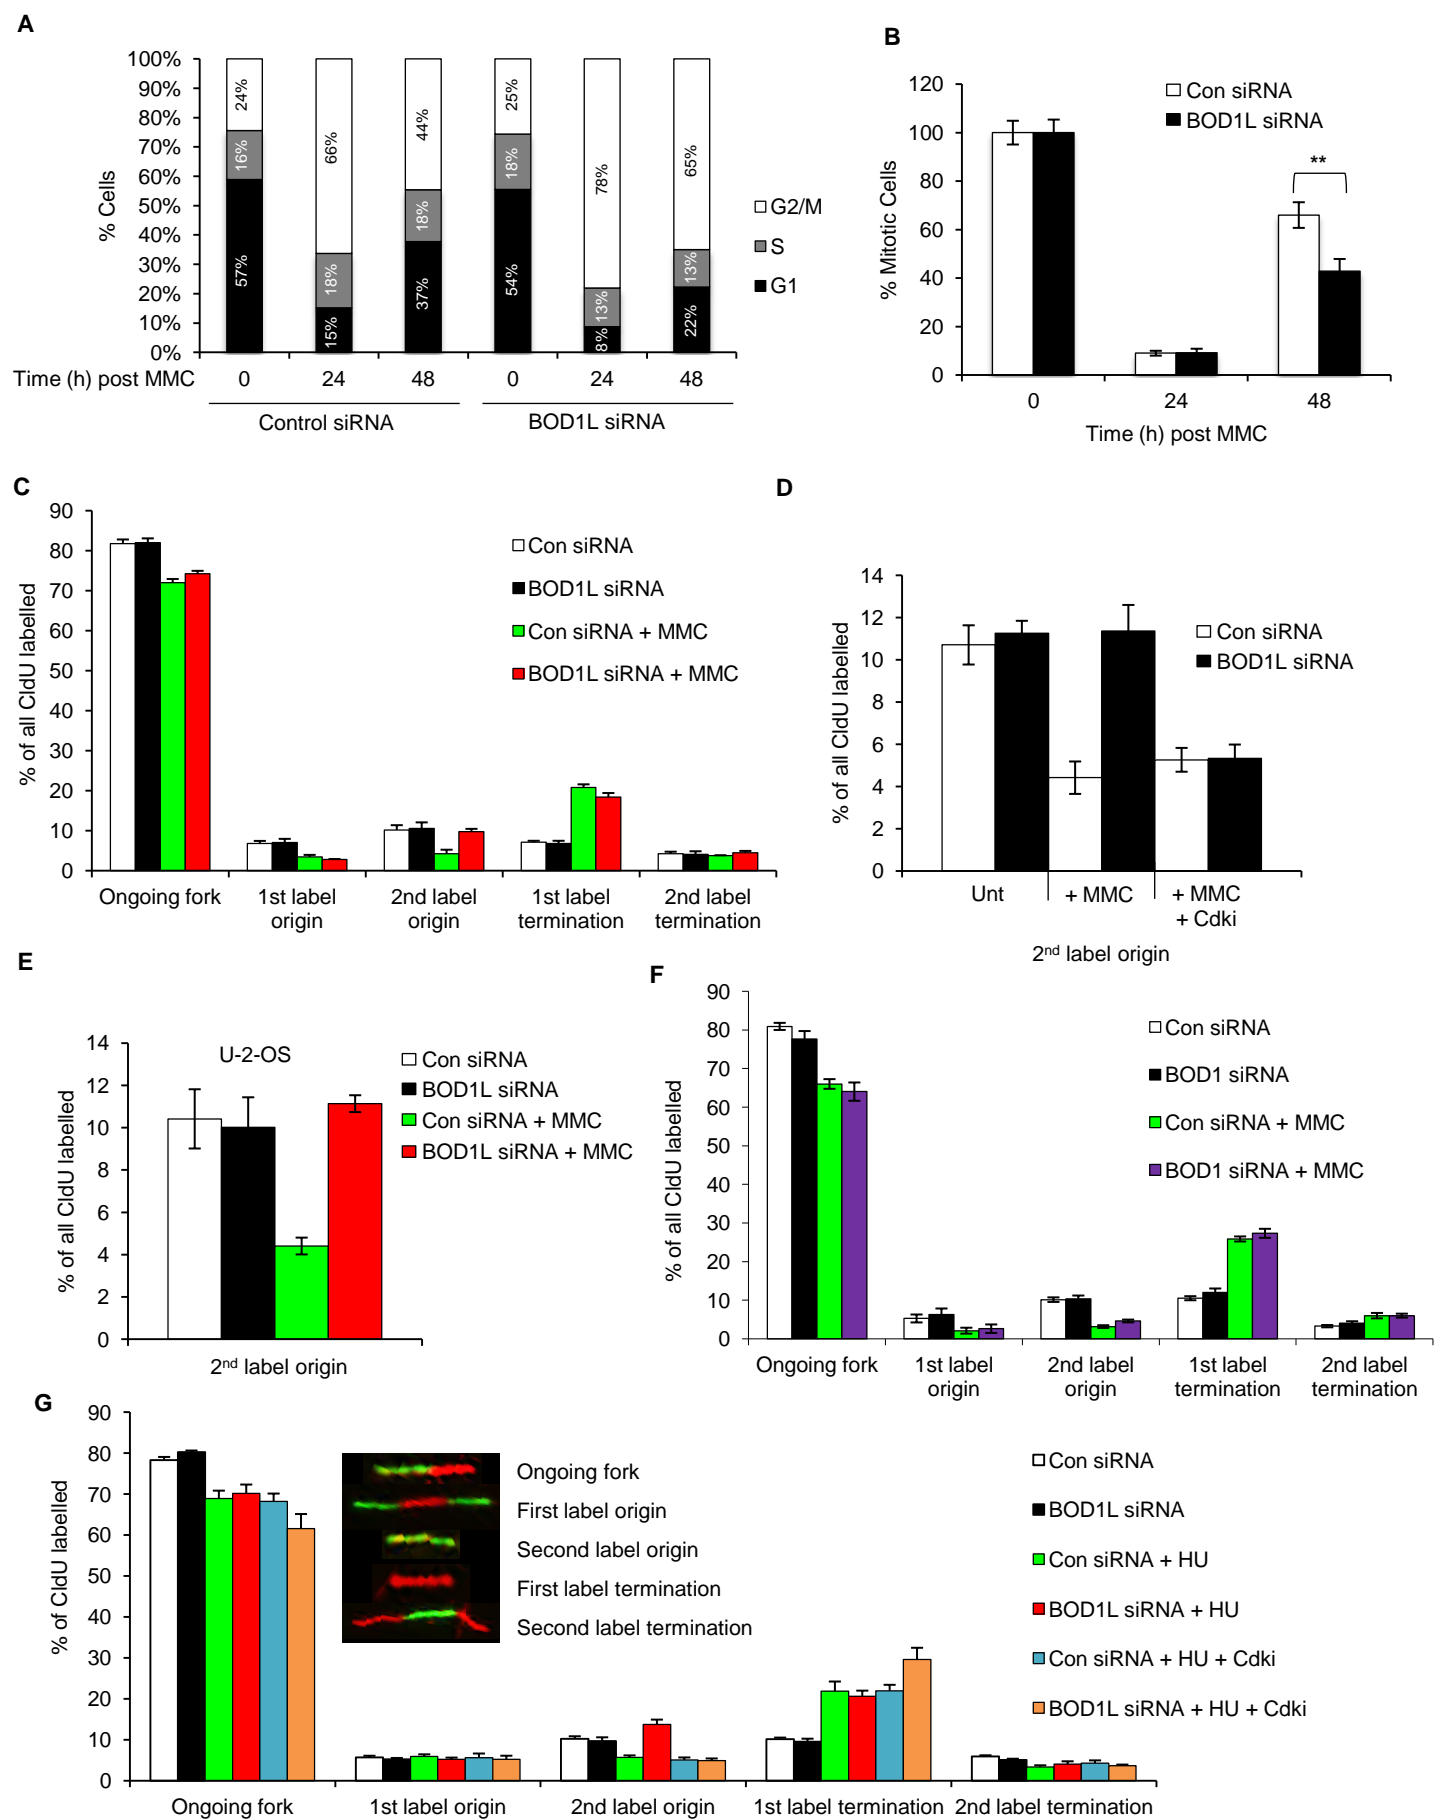 A
100%
90%
80%
70%
60%
50%
40%
30%
20%
10%
0%
% Cells
24%
16%
57%
66%
18%
15%
44%
18%
37%
25%
18%
54%
78%
13%
8%
65%
13%
22%
G2/M
S
G1
Time (h) post MMC 0 24 48 0 24 48
Control siRNA BOD1L siRNA
B
120
100
80
60
40
20
0
% Mitotic Cells
Con siRNA
BOD1L siRNA
**
0 24 48
Time (h) post MMC
C
90
80
70
60
50
40
30
20
10
0
% of all CldU labelled
Con siRNA
BOD1L siRNA
Con siRNA + MMC
BOD1L siRNA + MMC
Ongoing fork 1st label origin 2nd label origin 1st label termination 2nd label termination
D
14
12
10
8
6
4
2
0
% of all CldU labelled
Con siRNA
BOD1L siRNA
Unt + MMC + MMC + Cdki
2nd label origin
E
14
12
10
8
6
4
2
0
% of all CldU labelled
U-2-OS
Con siRNA
BOD1L siRNA
Con siRNA + MMC
BOD1L siRNA + MMC
2nd label origin
F
90
80
70
60
50
40
30
20
10
0
% of all CldU labelled
Con siRNA
BOD1 siRNA
Con siRNA + MMC
BOD1 siRNA + MMC
Ongoing fork 1st label origin 2nd label origin 1st label termination 2nd label termination
G
90
80
70
60
50
40
30
20
10
0
% of CldU labelled
Ongoing fork
First label origin
Second label origin
First label termination
Second label termination
Con siRNA
BOD1L siRNA
Con siRNA + HU
BOD1L siRNA + HU
Con siRNA + HU + Cdki
BOD1L siRNA + HU + Cdki
Ongoing fork 1st label origin 2nd label origin 1st label termination 2nd label termination